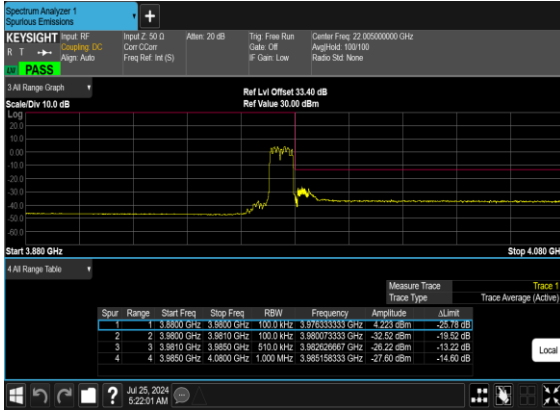 Spectrum Analyzer 1
Spurious Emissions
+
KEYSIGHT Input: RF Input Z: 50 Ω Atten: 20 dB Trig: Free Run Center Freq: 22.005000000 GHz
R T Coupling: DC Corr CCorr Gate: Off Avg|Hold: 100/100
Align: Auto Freq Ref: Int (S) IF Gain: Low Radio Std: None
PASS
3 All Range Graph
Ref Lvl Offset 33.40 dB
Scale/Div 10.0 dB Ref Value 30.00 dBm
Log
20.0
10.0
0.00
-10.0
-20.0
-30.0
-40.0
-50.0
-60.0
Start 3.880 GHz Stop 4.080 GH
4 All Range Table
Measure Trace Trace 1
Trace Type Trace Average (Active)
Spur Range Start Freq Stop Freq RBW Frequency Amplitude ΔLimit
1 1 3.8800 GHz 3.9800 GHz 100.0 kHz 3.976333333 GHz 4.223 dBm -25.78 dB
2 2 3.9800 GHz 3.9810 GHz 100.0 kHz 3.980073333 GHz -32.52 dBm -19.52 dB
3 3 3.9810 GHz 3.9850 GHz 510.0 kHz 3.982626667 GHz -26.22 dBm -13.22 dB
4 4 3.9850 GHz 4.0800 GHz 1.000 MHz 3.985158333 GHz -27.60 dBm -14.60 dB
Local
?
Jul 25, 2024
5:22:01 AM